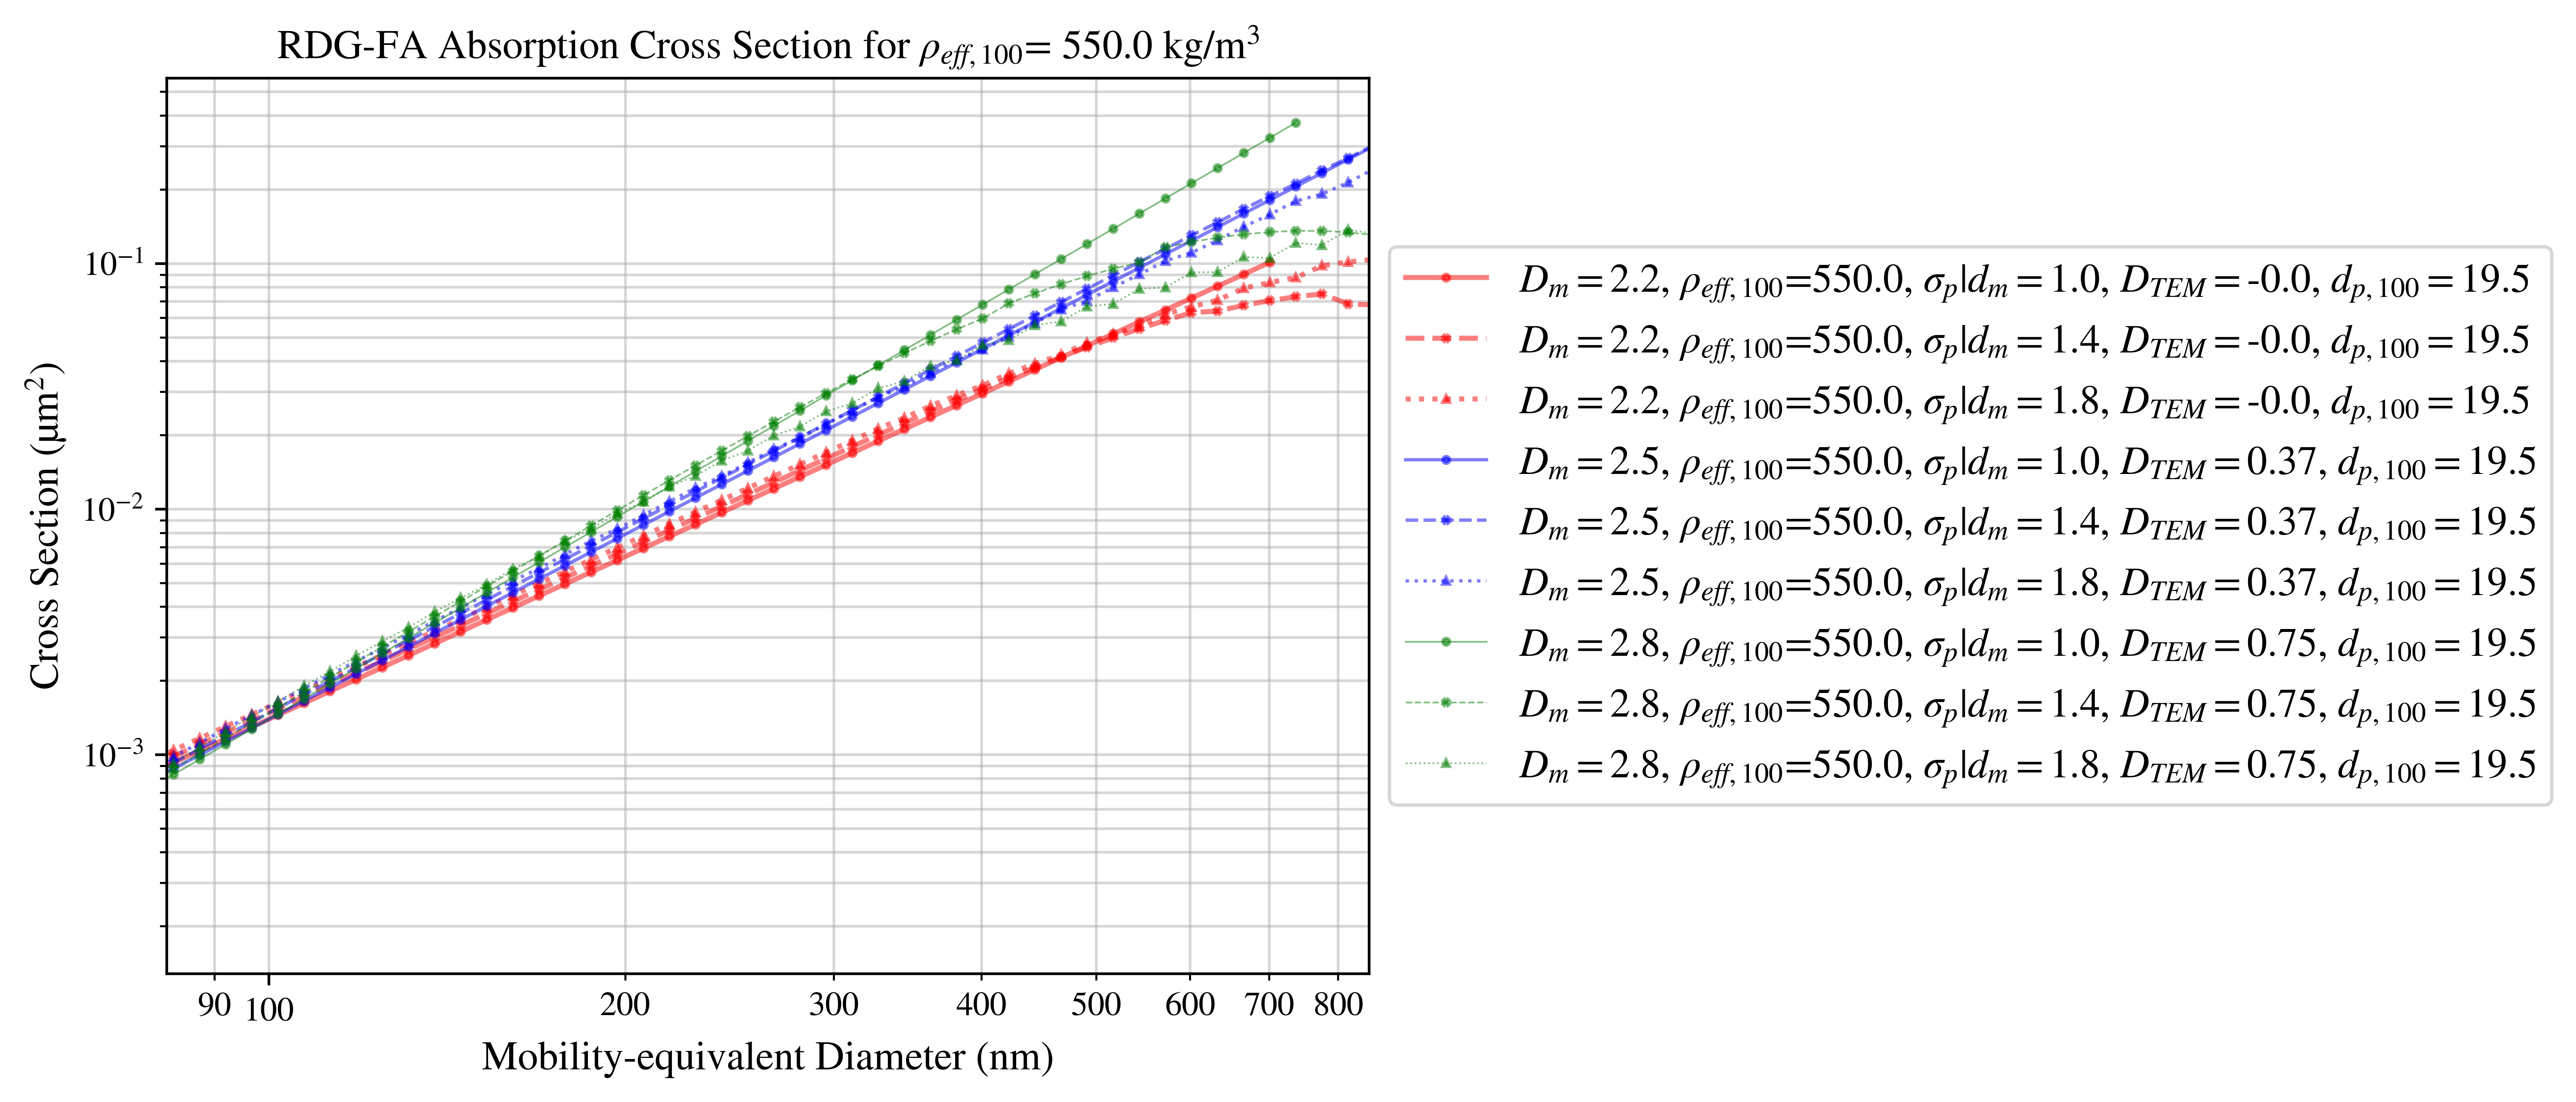 RDG-FA Absorption Cross Section for ρeff,100= 550.0 kg/m³
Cross Section (μm²)
10⁻¹
10⁻²
10⁻³
90 100 200 300 400 500 600 700 800
Mobility-equivalent Diameter (nm)
Dm = 2.2, ρeff,100=550.0, σp|dm = 1.0, DTEM = -0.0, dp,100 = 19.5
Dm = 2.2, ρeff,100=550.0, σp|dm = 1.4, DTEM = -0.0, dp,100 = 19.5
Dm = 2.2, ρeff,100=550.0, σp|dm = 1.8, DTEM = -0.0, dp,100 = 19.5
Dm = 2.5, ρeff,100=550.0, σp|dm = 1.0, DTEM = 0.37, dp,100 = 19.5
Dm = 2.5, ρeff,100=550.0, σp|dm = 1.4, DTEM = 0.37, dp,100 = 19.5
Dm = 2.5, ρeff,100=550.0, σp|dm = 1.8, DTEM = 0.37, dp,100 = 19.5
Dm = 2.8, ρeff,100=550.0, σp|dm = 1.0, DTEM = 0.75, dp,100 = 19.5
Dm = 2.8, ρeff,100=550.0, σp|dm = 1.4, DTEM = 0.75, dp,100 = 19.5
Dm = 2.8, ρeff,100=550.0, σp|dm = 1.8, DTEM = 0.75, dp,100 = 19.5